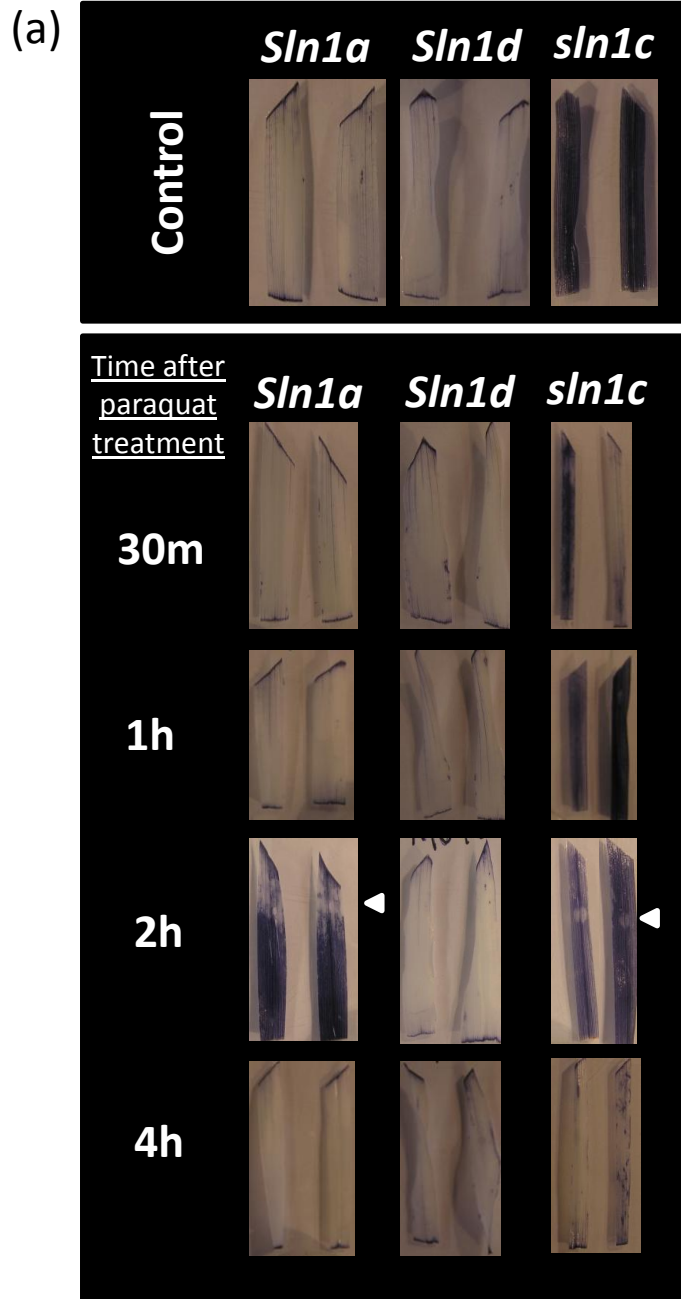 (a)
Sln1a Sln1d sln1c
Control
Time after
paraquat
treatment
Sln1a Sln1d sln1c
30m
1h
2h
4h